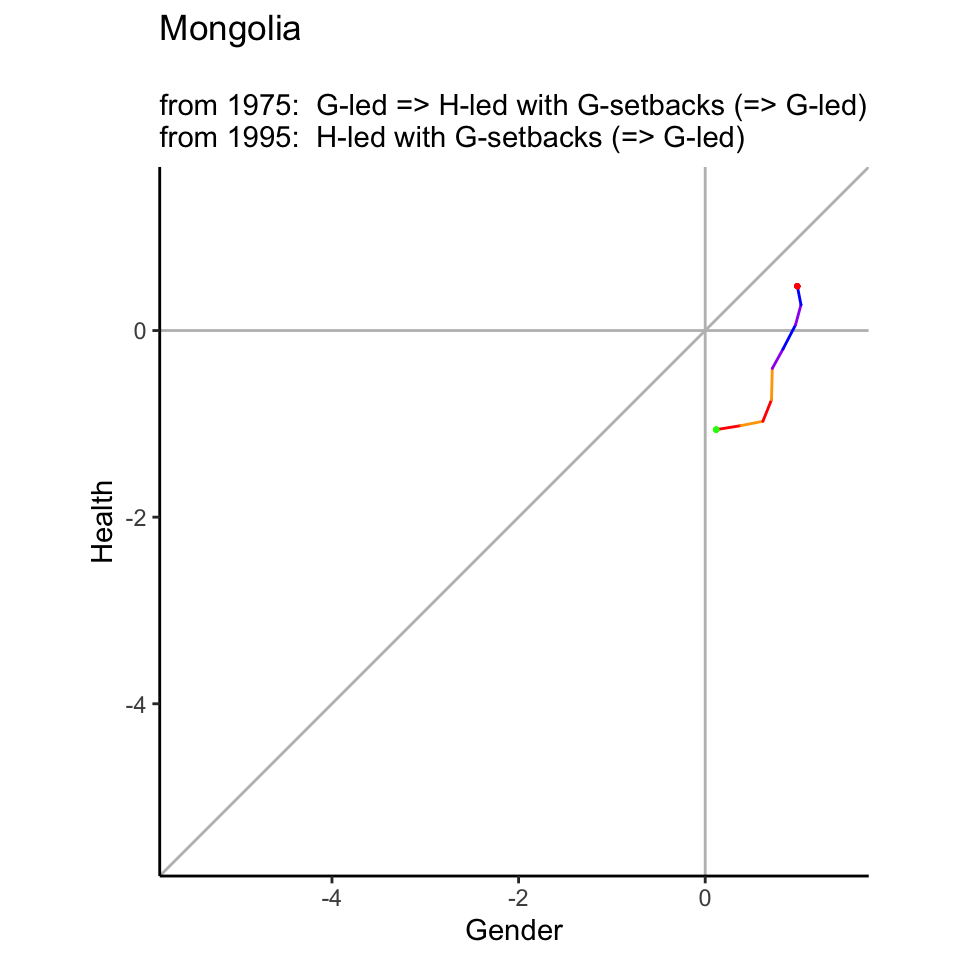 Mongolia
from 1975:  G-led => H-led with G-setbacks (=> G-led)
from 1995:  H-led with G-setbacks (=> G-led)
0
-2
-4
Health
-4
-2
0
Gender